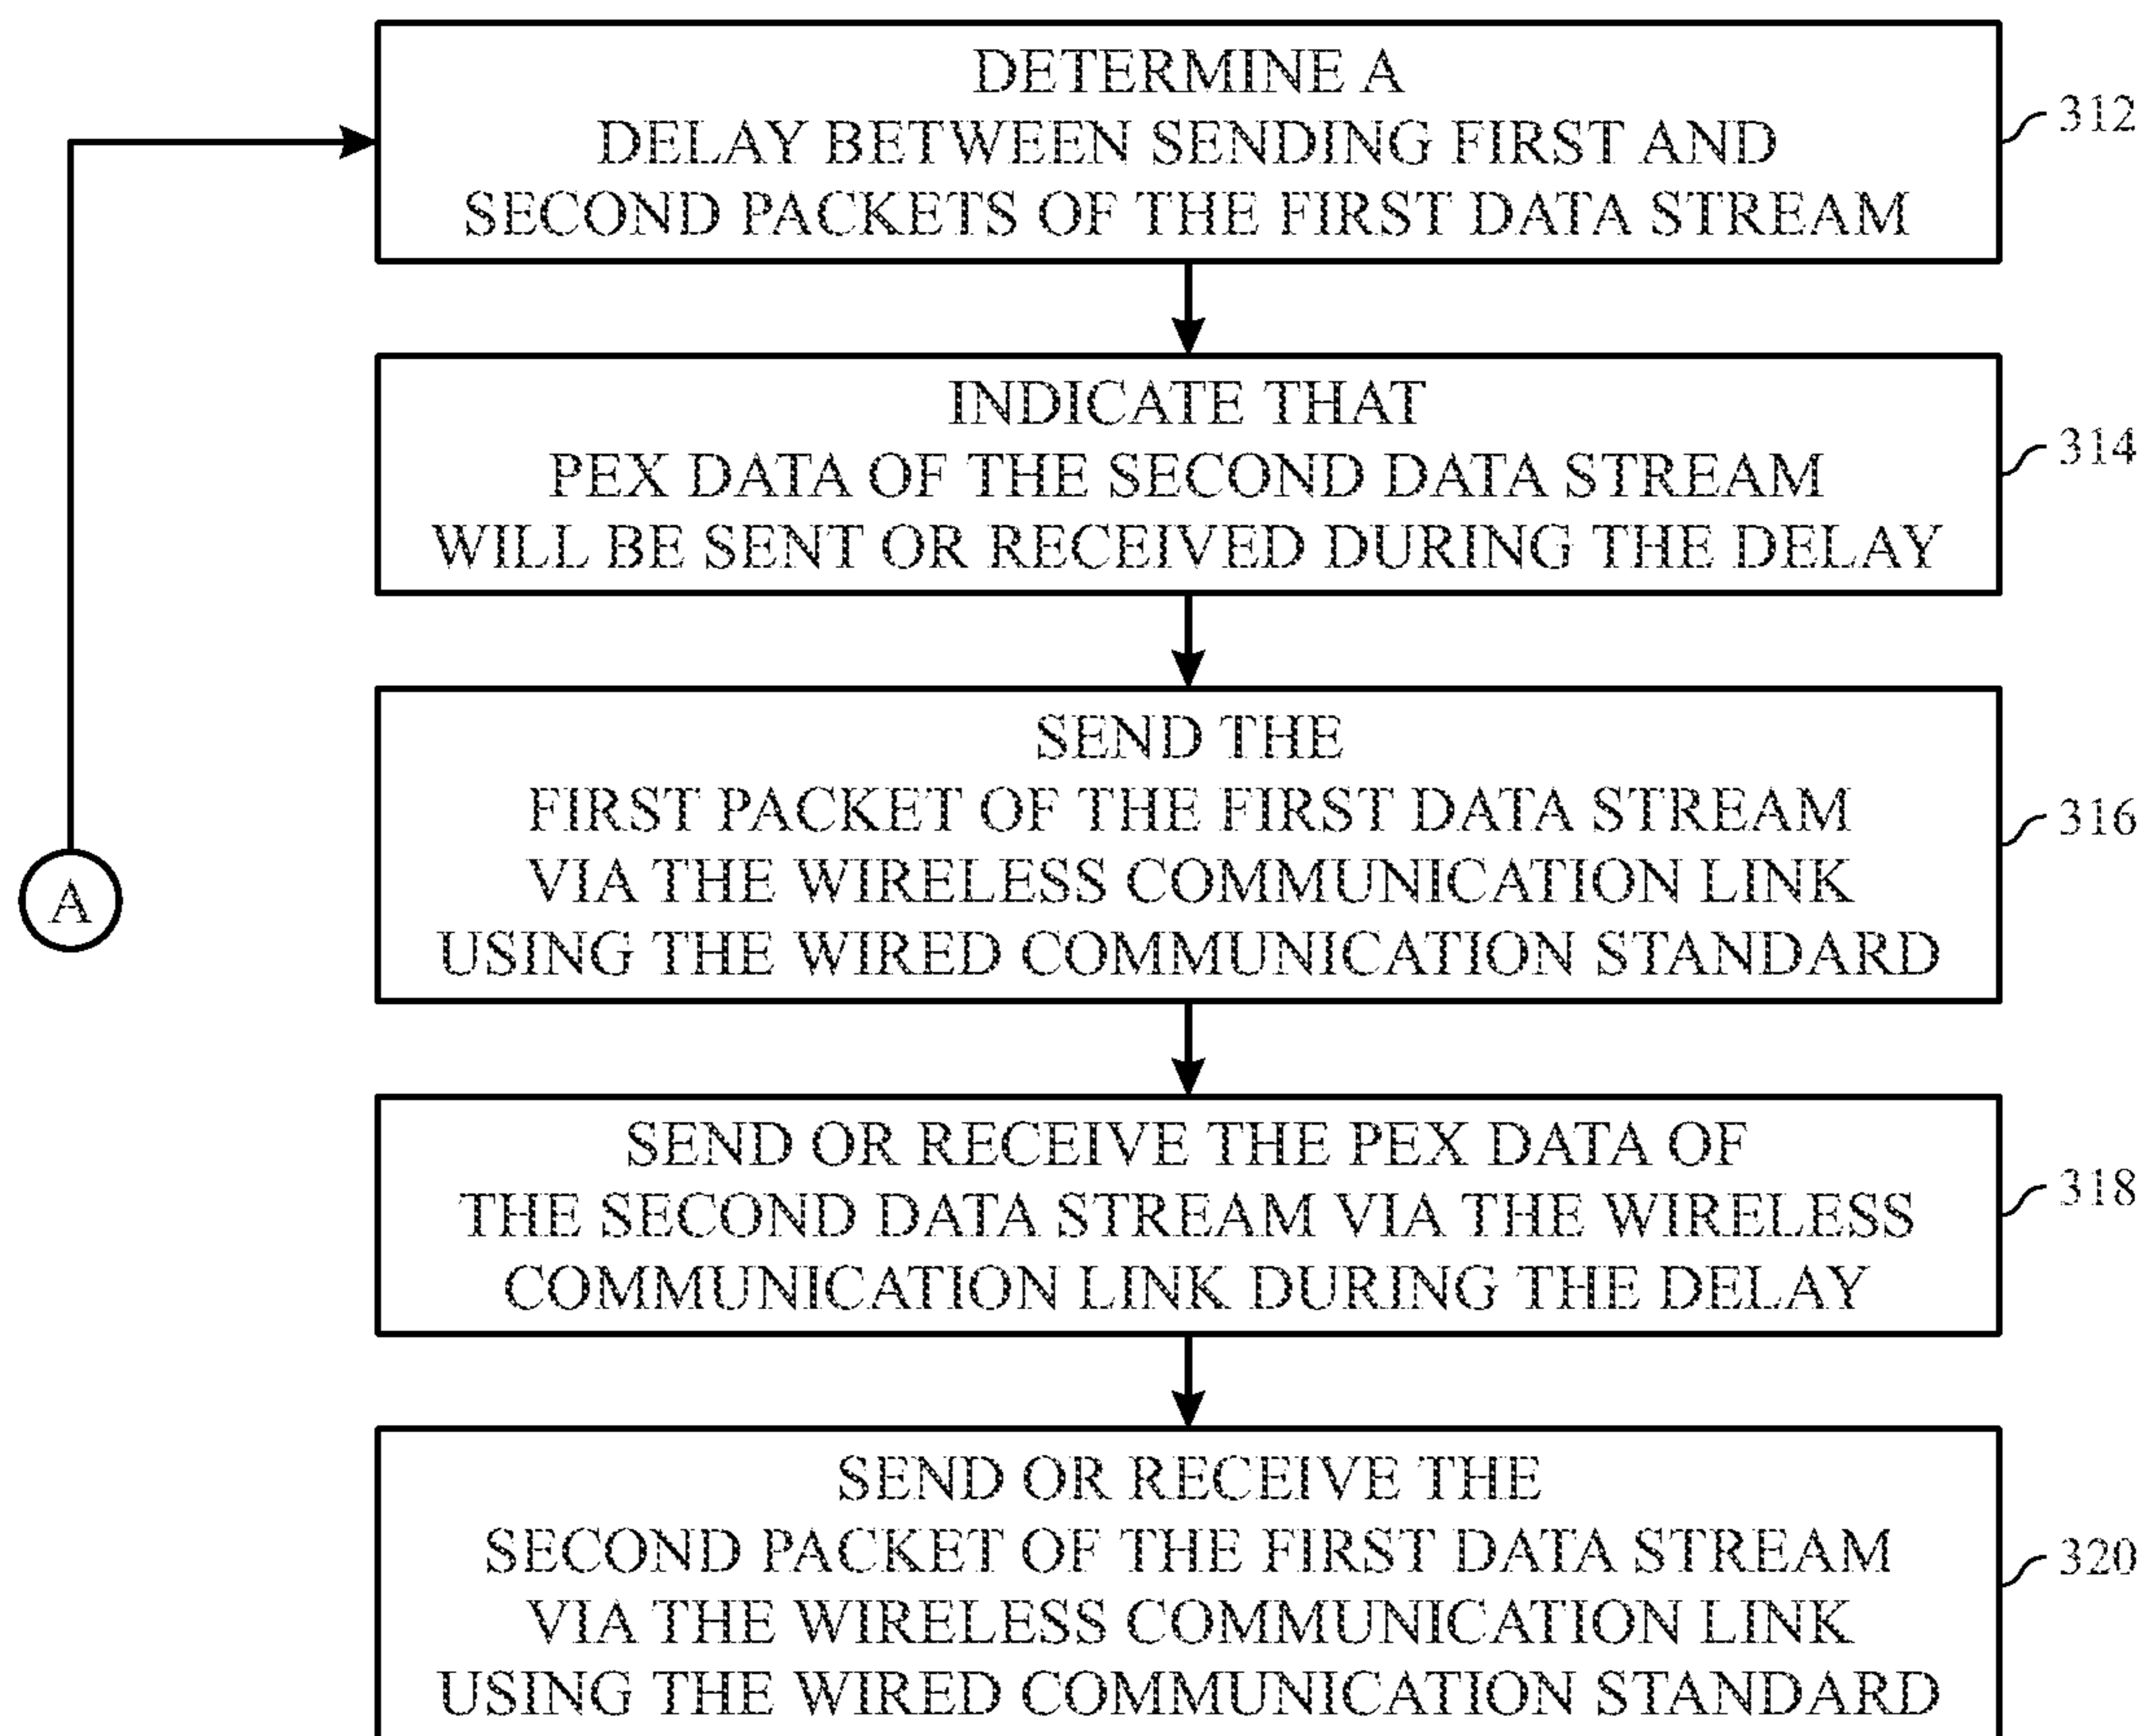 DETERMINE A
DELAY BETWEEN SENDING FIRST AND
SECOND PACKETS OF THE FIRST DATA STREAM
312
INDICATE THAT
PEX DATA OF THE SECOND DATA STREAM
WILL BE SENT OR RECEIVED DURING THE DELAY
314
SEND THE
FIRST PACKET OF THE FIRST DATA STREAM
VIA THE WIRELESS COMMUNICATION LINK
USING THE WIRED COMMUNICATION STANDARD
316
A
SEND OR RECEIVE THE PEX DATA OF
THE SECOND DATA STREAM VIA THE WIRELESS
COMMUNICATION LINK DURING THE DELAY
318
SEND OR RECEIVE THE
SECOND PACKET OF THE FIRST DATA STREAM
VIA THE WIRELESS COMMUNICATION LINK
USING THE WIRED COMMUNICATION STANDARD
320